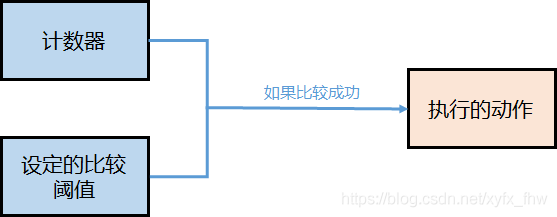 计数器
如果比较成功
执行的动作
设定的比较
阈值
https://blog.csdn.net/xyfx_fhw